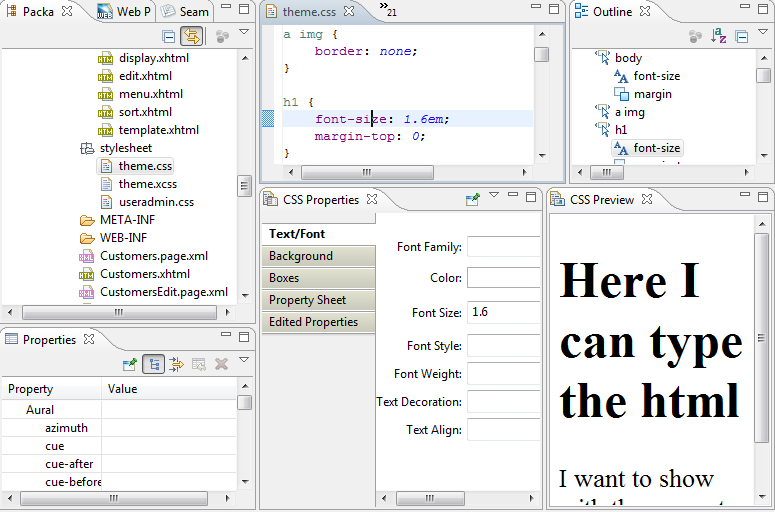 Packa
Web P
Seam
display.xhtml
edit.xhtml
menu.xhtml
sort.xhtml
template.xhtml
stylesheet
theme.css
theme.xcss
useradmin.css
META-INF
WEB-INF
Customers.page.xml
Customers.xhtml
CustomersEdit.page.xml
theme.css
21
a img {
border: none;
}
h1 {
font-size: 1.6em;
margin-top: 0;
}
Outline
body
font-size
margin
a img
h1
font-size
Properties
Property Value
Aural
azimuth
cue
cue-after
cue-before
CSS Properties
Text/Font
Background
Boxes
Property Sheet
Edited Properties
Font Family:
Color:
Font Size: 1.6
Font Style:
Font Weight:
Text Decoration:
Text Align:
CSS Preview
Here I
can type
the html
I want to show